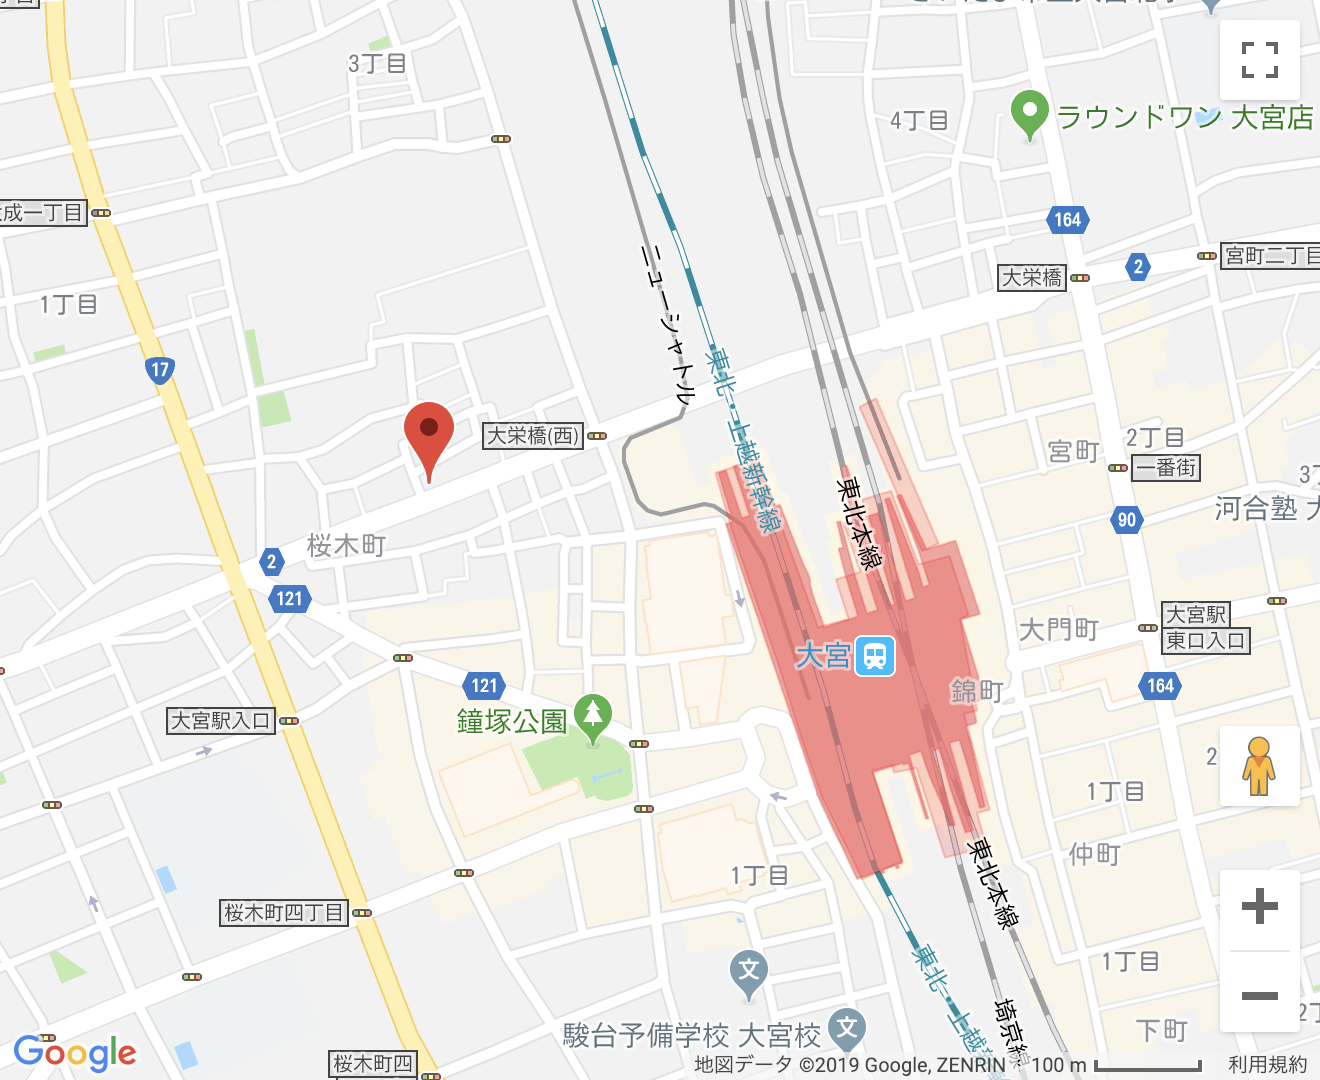 3丁目
4丁目
ラウンドワン 大宮店
成一丁目
164
ニューシャトル
大栄橋
2
宮町二丁目
1丁目
17
東北・上越新幹線
大栄橋(西)
宮町
2丁目
一番街
河合塾
東北本線
90
桜木町
2
121
大宮駅
東口入口
大門町
大宮
121
164
錦町
鐘塚公園
大宮駅入口
2
1丁目
仲町
1丁目
東北本線
桜木町四丁目
1丁目
東北・上越
埼京線
駿台予備学校 大宮校
下町
2丁
Google
桜木町四
地図データ ©2019 Google, ZENRIN
100 m
利用規約